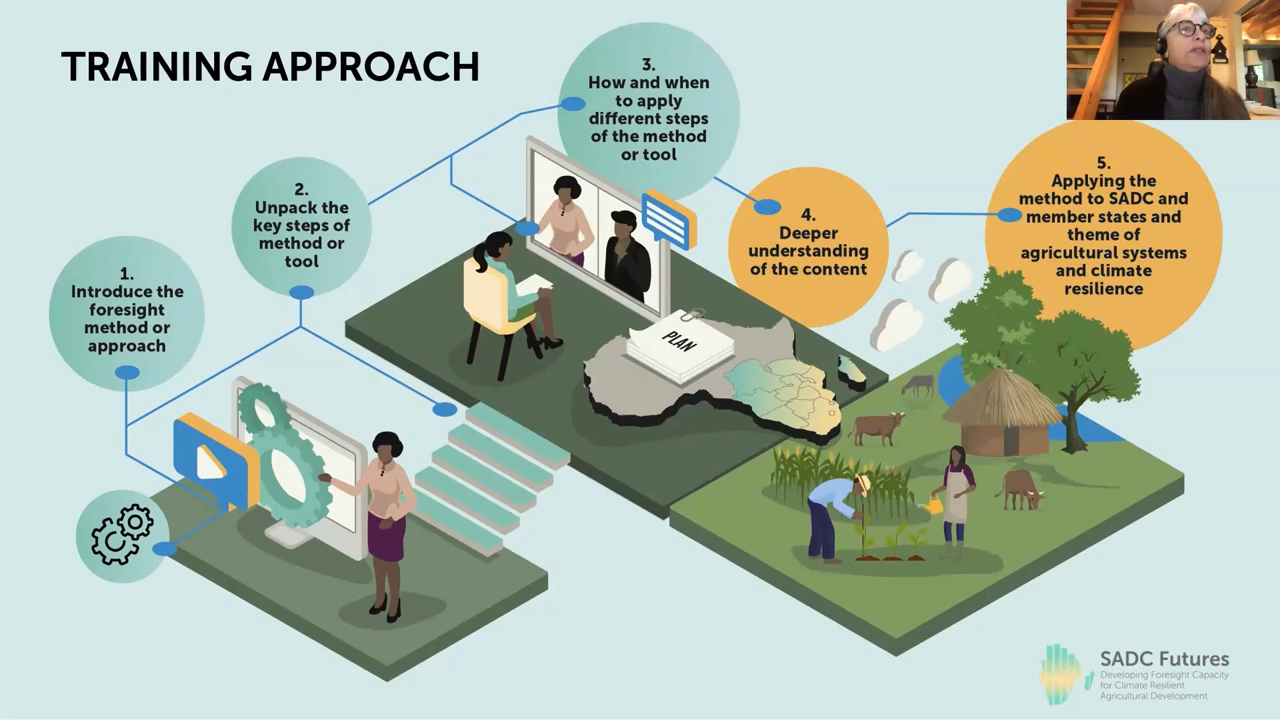 TRAINING APPROACH
1.
Introduce the
foresight
method or
approach
2.
Unpack the
key steps of
method or
tool
3.
How and when
to apply
different steps
of the method
or tool
4.
Deeper
understanding
of the content
5.
Applying the
method to SADC and
member states and
theme of
agricultural systems
and climate
resilience
PLAN
SADC Futures
Developing Foresight Capacity
for Climate Resilient
Agricultural Development